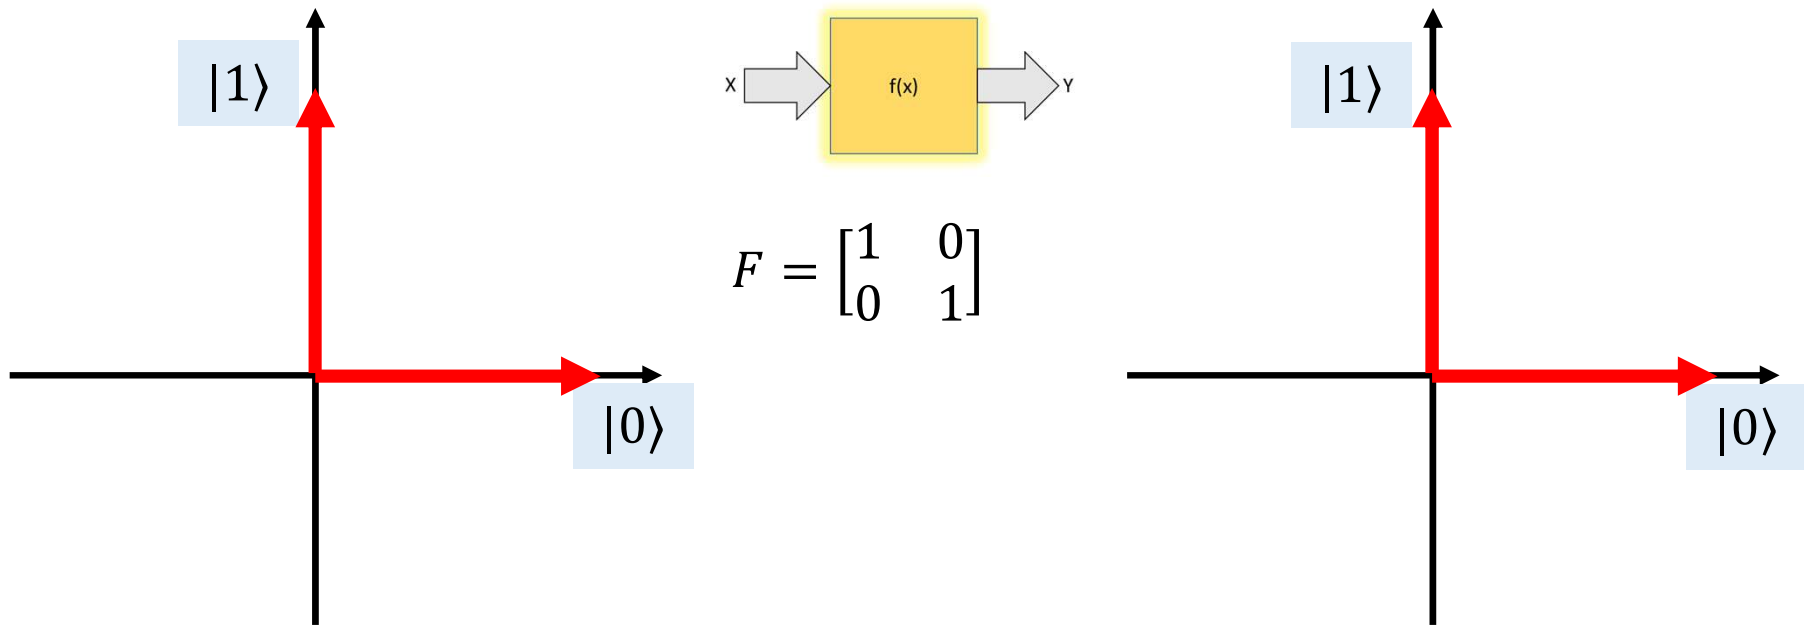 |1⟩
|0⟩
X
f(x)
Y
F = [1 0
0 1]
|1⟩
|0⟩